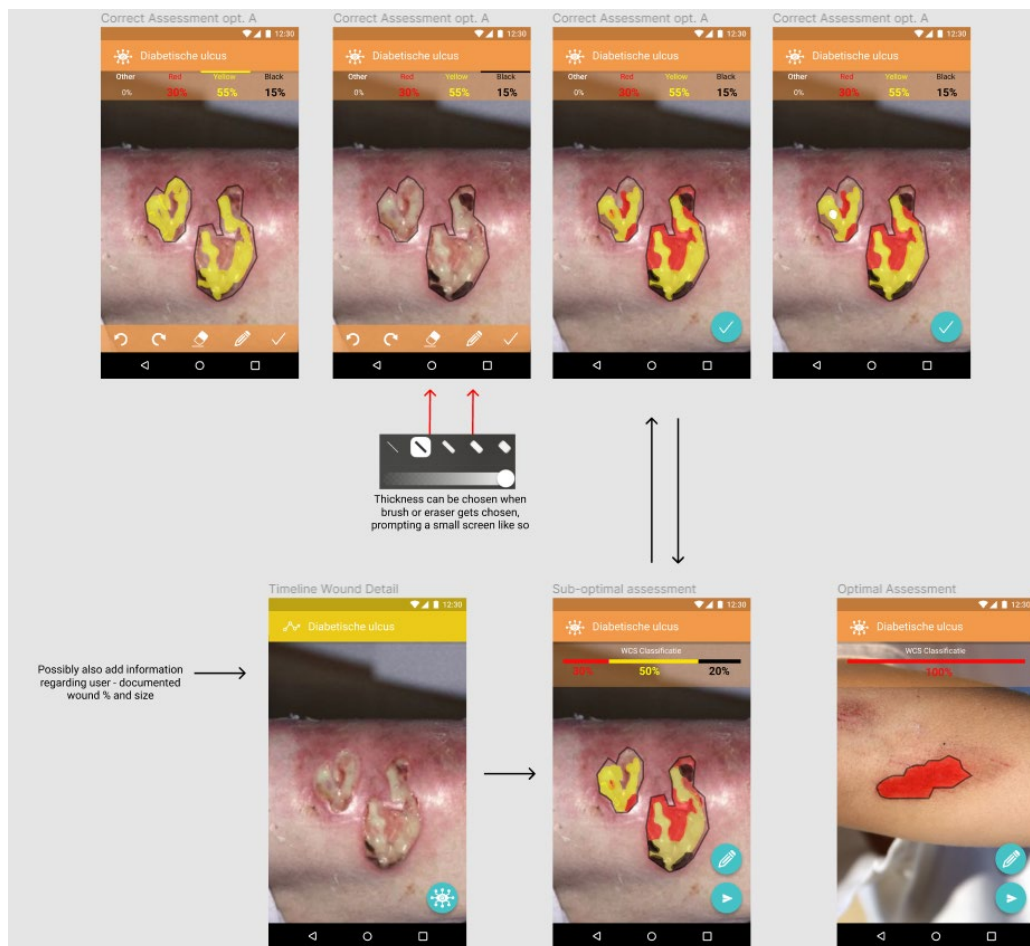 Correct Assessment opt. A
Correct Assessment opt. A
Correct Assessment opt. A
Correct Assessment opt. A
12:30
12:30
12:30
12:30
Diabetische ulcus
Diabetische ulcus
Diabetische ulcus
Diabetische ulcus
Other Red Yellow Black
0% 30% 55% 15%
Other Red Yellow Black
0% 30% 55% 15%
Other Red Yellow Black
0% 30% 55% 15%
Other Red Yellow Black
0% 30% 55% 15%
Thickness can be chosen when
brush or eraser gets chosen,
prompting a small screen like so
Timeline Wound Detail
Sub-optimal assessment
Optimal Assessment
12:30
12:30
12:30
Diabetische ulcus
Diabetische ulcus
Diabetische ulcus
WCS Classificatie
30% 50% 20%
WCS Classificatie
100%
Possibly also add information
regarding user - documented
wound % and size